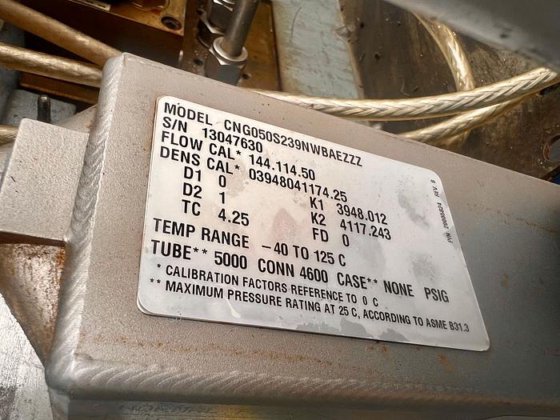 MODEL CNG050S239NWBAEZZZ
S/N 13047630
FLOW CAL* 144.114.50
DENS CAL* 03948041174.25
D1 0 K1 3948.012
D2 1 K2 4117.243
TC 4.25 FD 0
TEMP RANGE -40 TO 125 C
TUBE** 5000 CONN 4600 CASE** NONE PSIG
* CALIBRATION FACTORS REFERENCE TO 0 C
** MAXIMUM PRESSURE RATING AT 25 C, ACCORDING TO ASME B31.3